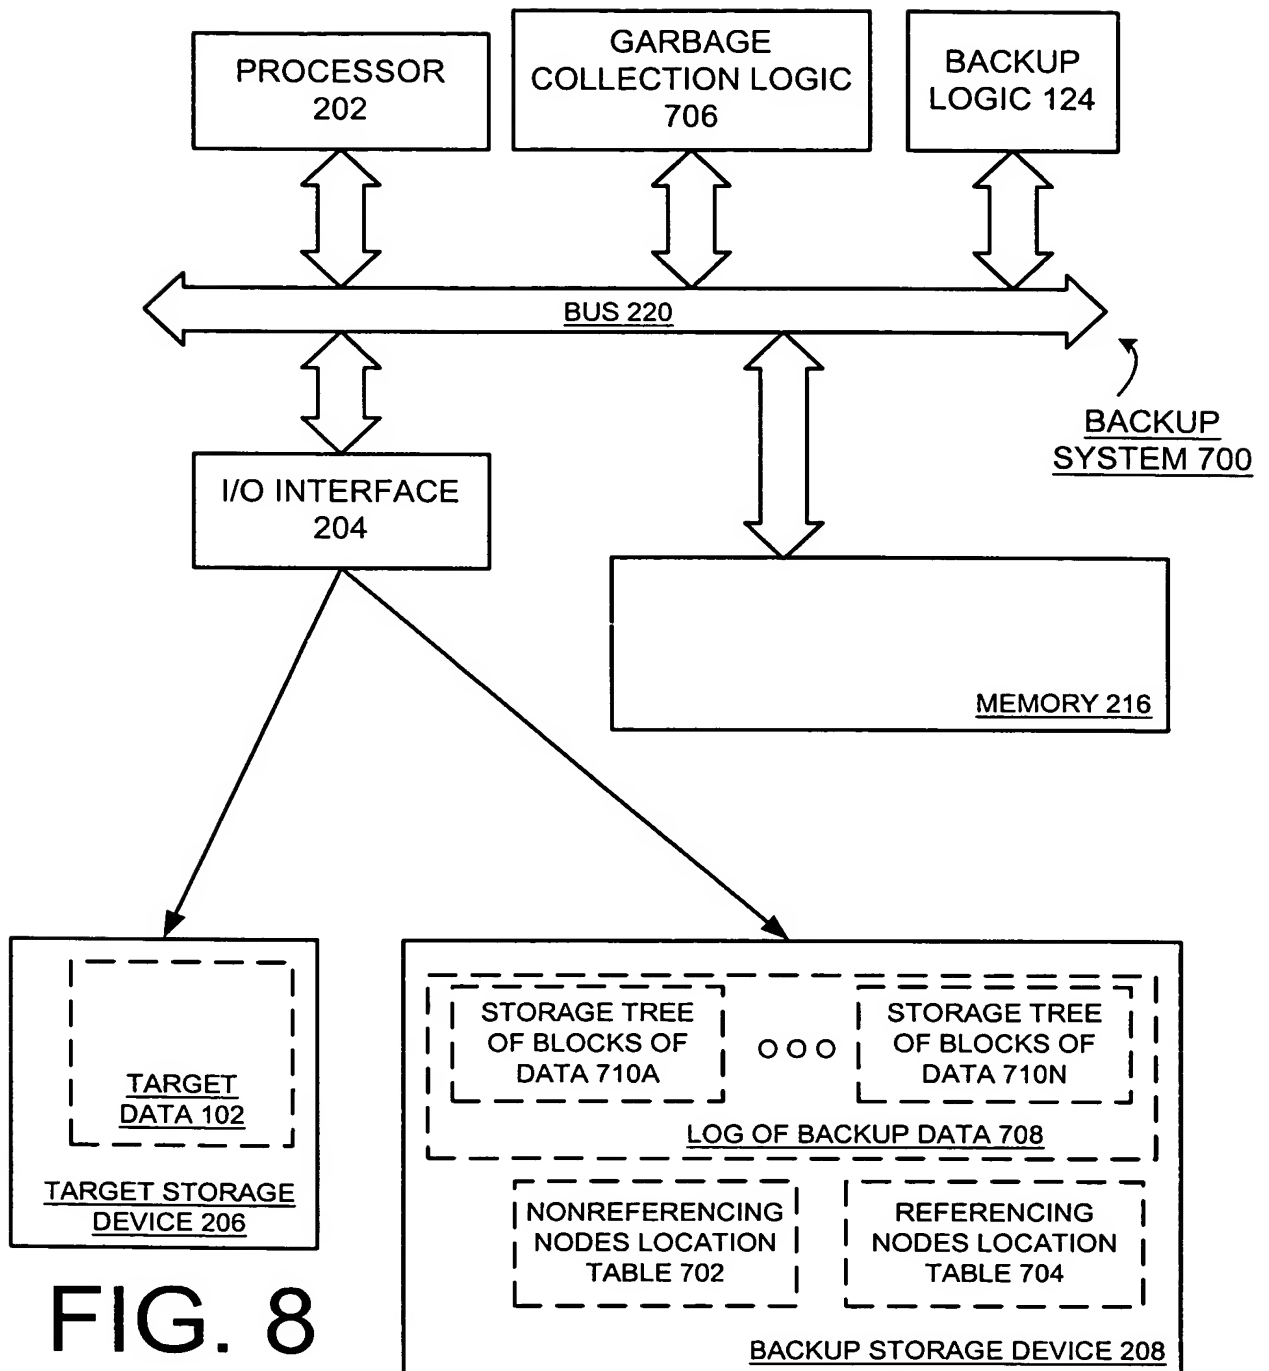 PROCESSOR
202
GARBAGE
COLLECTION LOGIC
706
BACKUP
LOGIC 124
BUS 220
BACKUP
SYSTEM 700
I/O INTERFACE
204
MEMORY 216
TARGET
DATA 102
TARGET STORAGE
DEVICE 206
STORAGE TREE
OF BLOCKS OF
DATA 710A
STORAGE TREE
OF BLOCKS OF
DATA 710N
LOG OF BACKUP DATA 708
NONREFERENCING
NODES LOCATION
TABLE 702
REFERENCING
NODES LOCATION
TABLE 704
BACKUP STORAGE DEVICE 208
FIG. 8